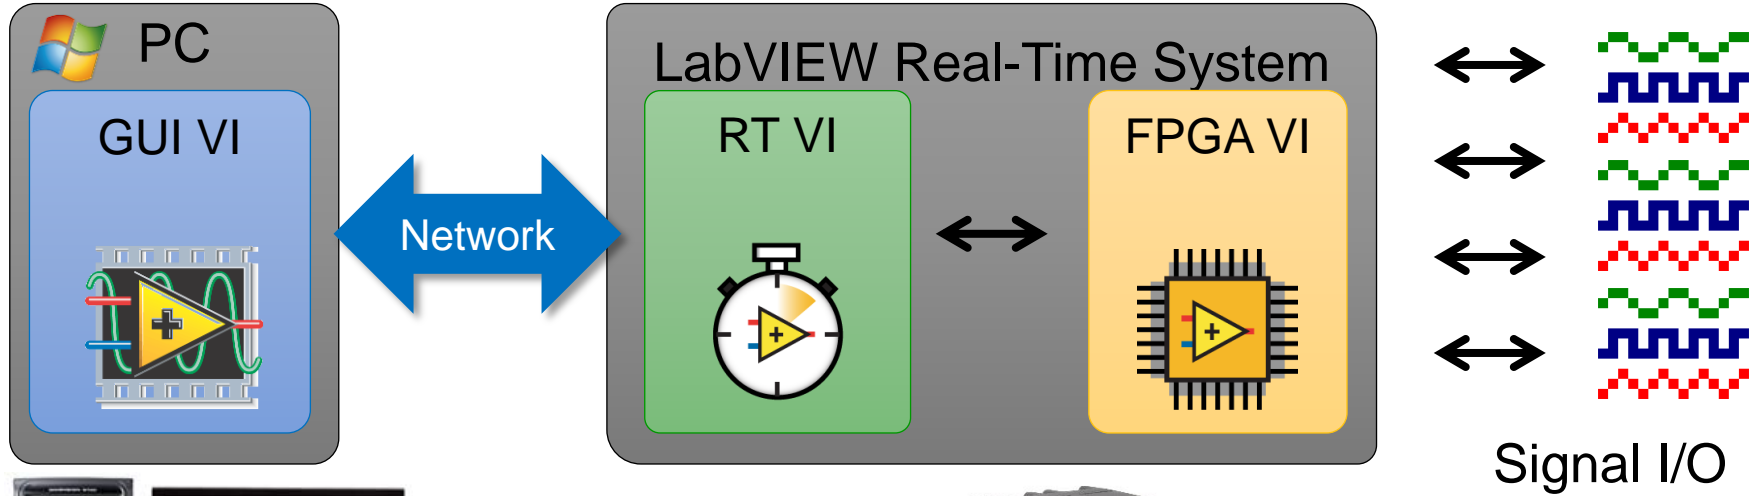 PC
GUI VI
Network
LabVIEW Real-Time System
RT VI
FPGA VI
Signal I/O